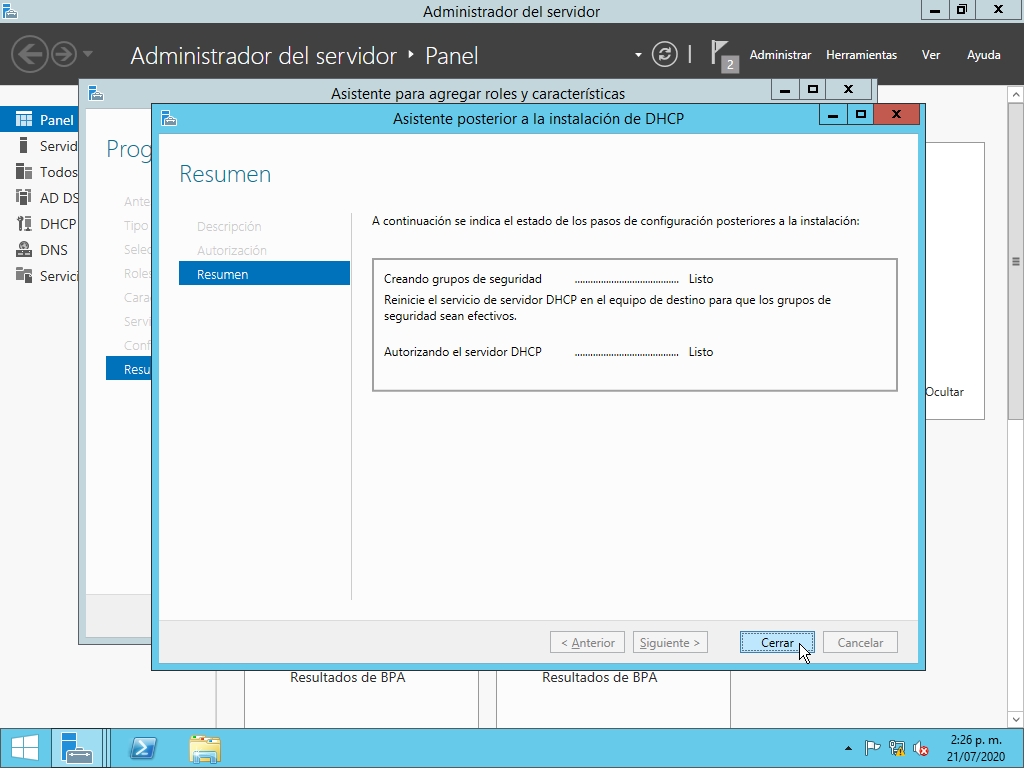 Administrador del servidor
Administrador del servidor ‣ Panel
2
Administrar
Herramientas
Ver
Ayuda
Asistente para agregar roles y características
Asistente posterior a la instalación de DHCP
Panel
Servid
Todos
AD DS
DHCP
DNS
Servici
Prog
Ante
Tipo
Selec
Roles
Cara
Servi
Conf
Resu
Resumen
Descripción
Autorización
Resumen
A continuación se indica el estado de los pasos de configuración posteriores a la instalación:
Creando grupos de seguridad ........................................ Listo
Reinicie el servicio de servidor DHCP en el equipo de destino para que los grupos de
seguridad sean efectivos.
Autorizando el servidor DHCP ........................................ Listo
Ocultar
< Anterior
Siguiente >
Cerrar
Cancelar
Resultados de BPA
Resultados de BPA
2:26 p. m.
21/07/2020